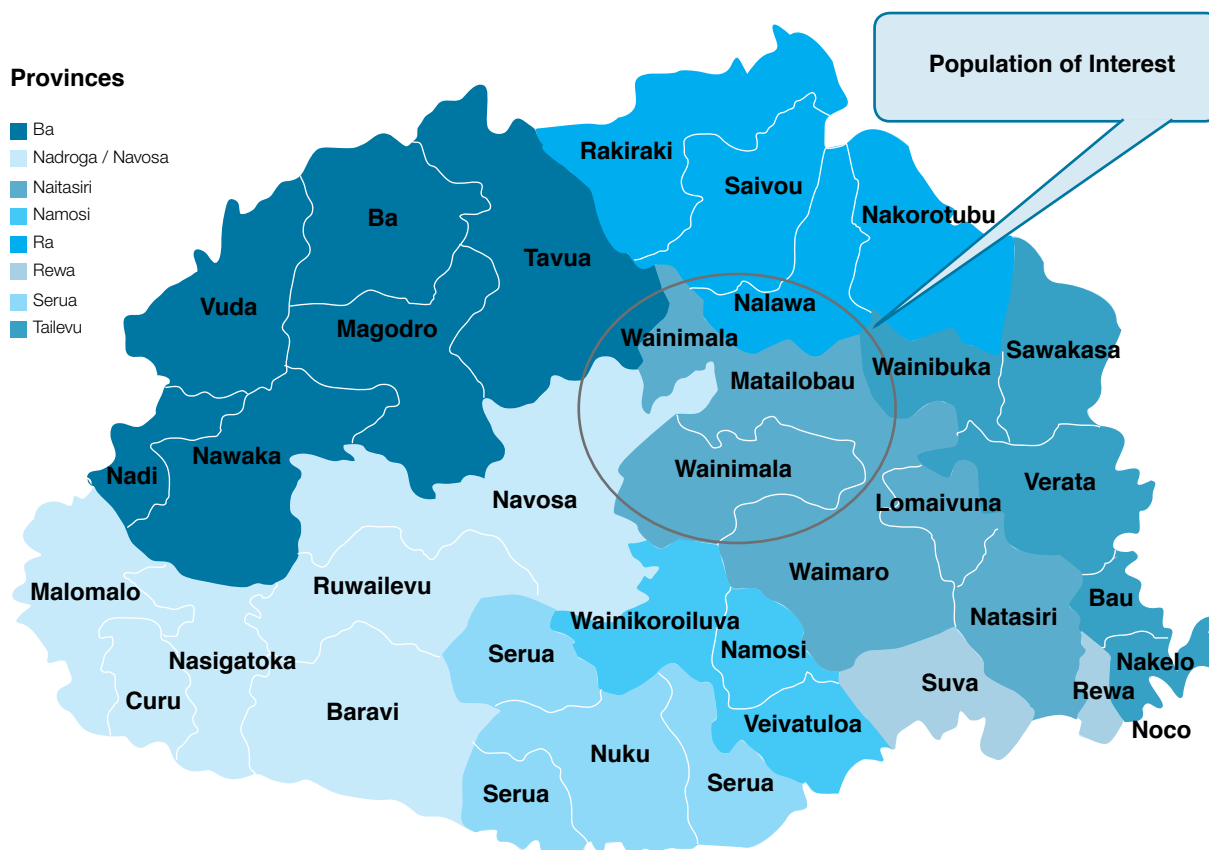 Population of Interest
Provinces
Ba
Nadroga / Navosa
Naitasiri
Namosi
Ra
Rewa
Serua
Tailevu
Rakiraki
Saivou
Nakorotubu
Ba
Tavua
Vuda
Magodro
Nalawa
Wainimala
Matailobau
Wainibuka
Sawakasa
Nadi
Nawaka
Wainimala
Navosa
Lomaivuna
Verata
Malomalo
Ruwailevu
Waimaro
Bau
Natasiri
Wainikoroiluva
Nasigatoka
Serua
Namosi
Nakelo
Curu
Baravi
Suva
Rewa
Veivatuloa
Noco
Nuku
Serua
Serua